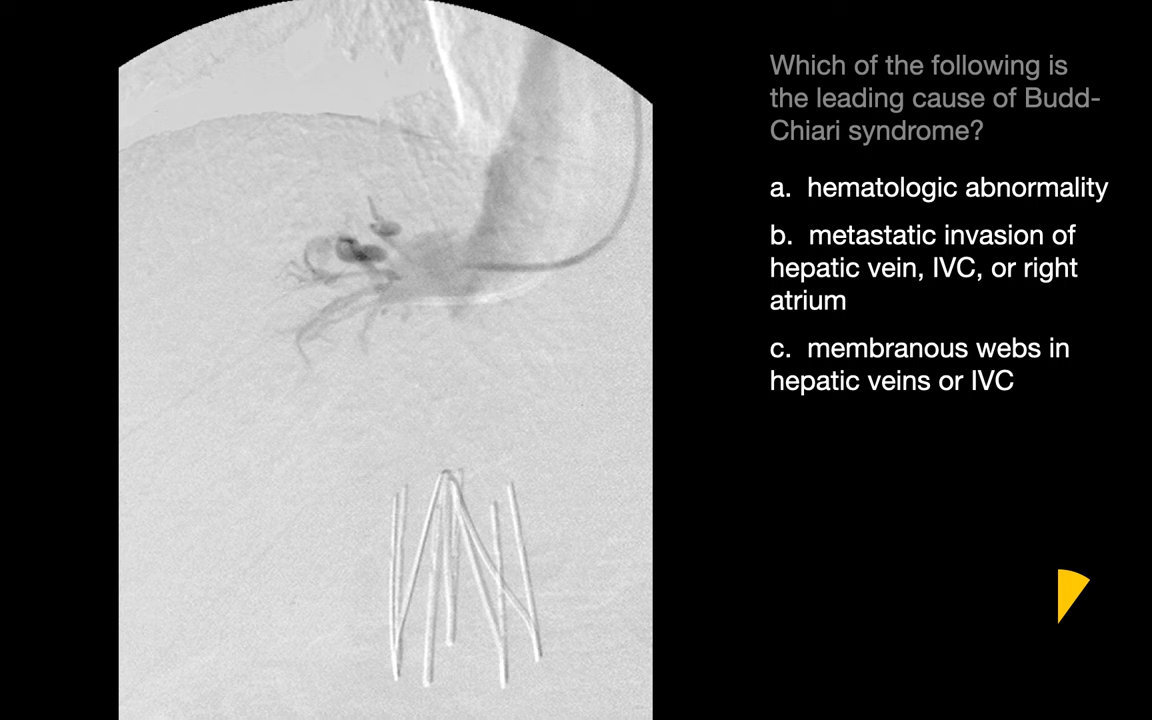 Which of the following is
the leading cause of Budd-
Chiari syndrome?
a. hematologic abnormality
b. metastatic invasion of
hepatic vein, IVC, or right
atrium
c. membranous webs in
hepatic veins or IVC